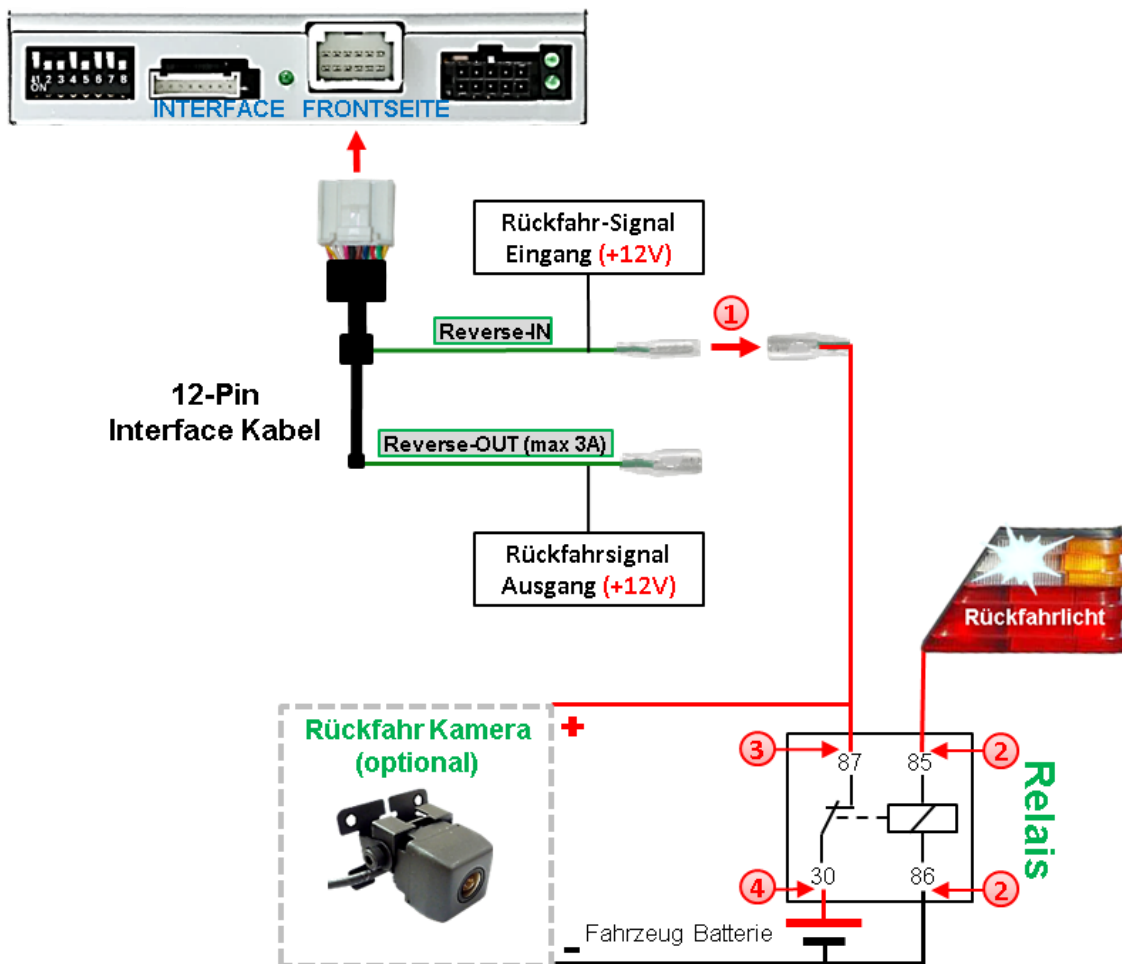 1 2 3 4 5 6 7 8
ON
INTERFACE FRONTSEITE
Rückfahr-Signal
Eingang (+12V)
Reverse-IN
1
12-Pin
Interface Kabel
Reverse-OUT (max 3A)
Rückfahrsignal
Ausgang (+12V)
Rückfahrlicht
Rückfahr Kamera
(optional)
+
3
2
87
85
Relais
30
86
4
2
- Fahrzeug Batterie